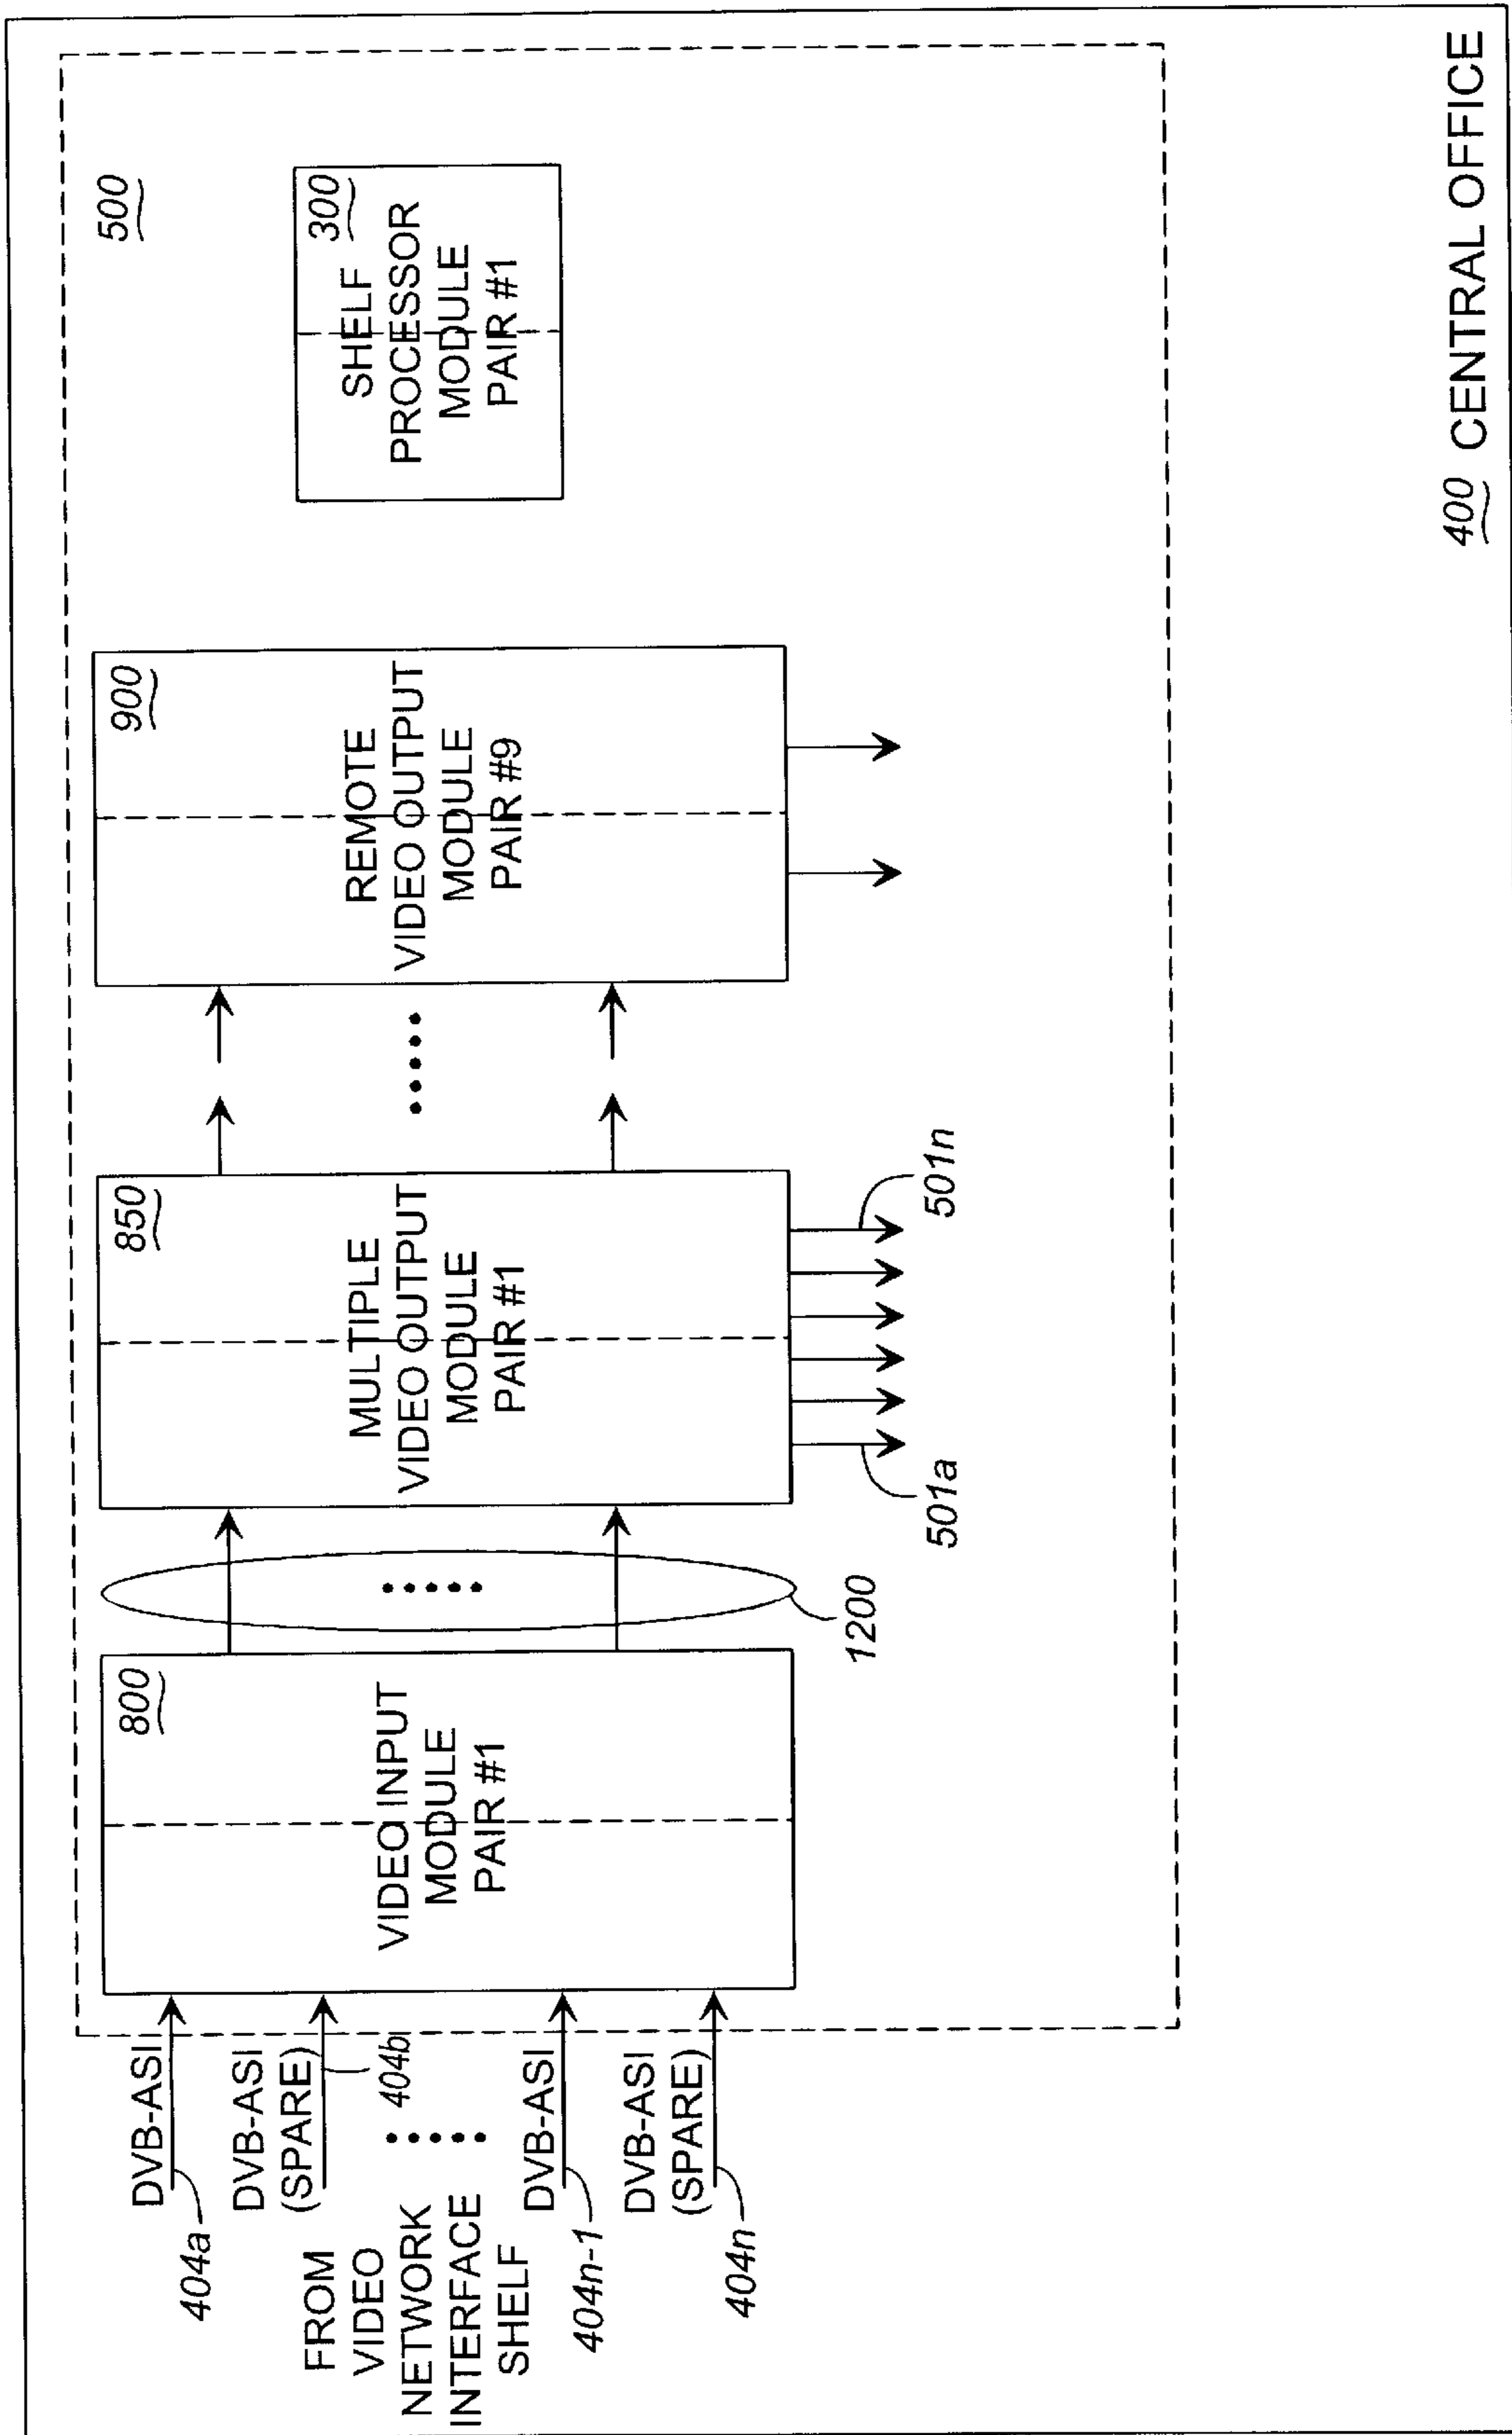 500
800
VIDEO INPUT
MODULE
PAIR #1
850
MULTIPLE
VIDEO OUTPUT
MODULE
PAIR #1
900
REMOTE
VIDEO OUTPUT
MODULE
PAIR #9
300
SHELF
PROCESSOR
MODULE
PAIR #1
DVB-ASI
404a
DVB-ASI
(SPARE)
404b
FROM
VIDEO
NETWORK
INTERFACE
SHELF
DVB-ASI
404n-1
DVB-ASI
(SPARE)
404n
1200
501a
501n
400 CENTRAL OFFICE